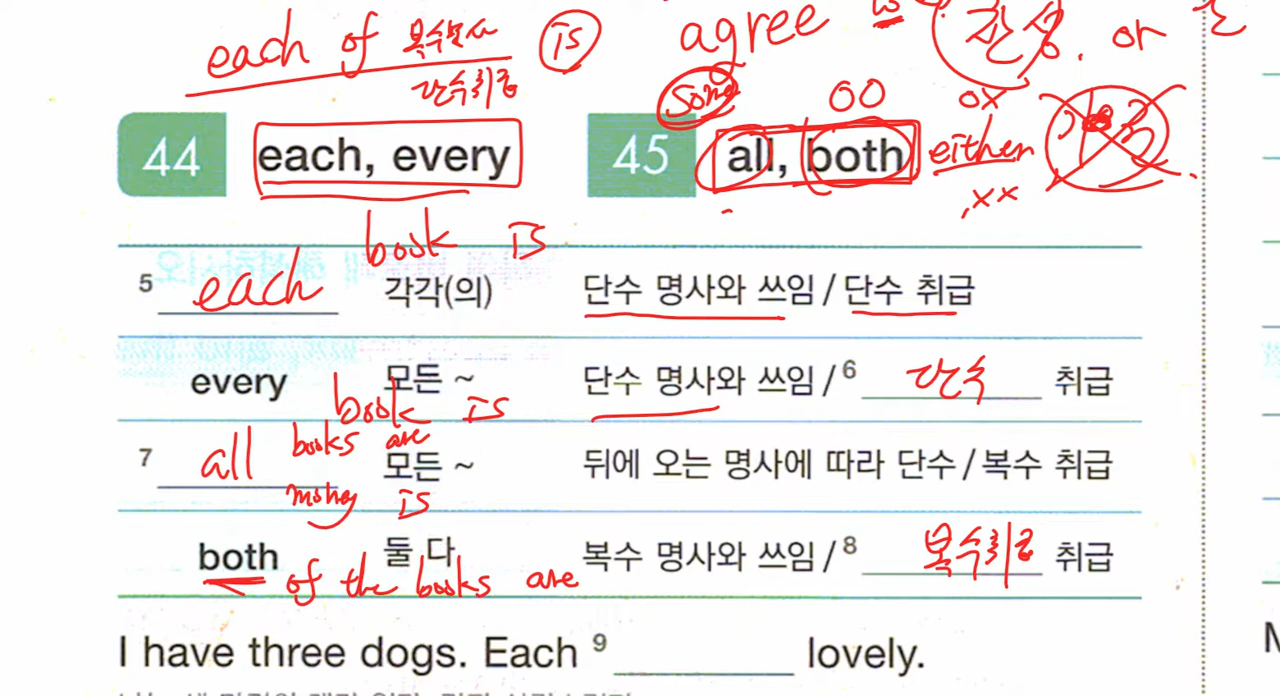 each of 복수명사 is agree 단수취급 or
some OO OX
44 each, every 45 all, both either
xx
book is
5 each 각각(의) 단수 명사와 쓰임 / 단수 취급
every 모든 ~ 단수 명사와 쓰임 / 6 단수 취급
book is
books are
7 all 모든 ~ 뒤에 오는 명사에 따라 단수 / 복수 취급
money is
both 둘 다 복수 명사와 쓰임 / 8 복수취급 취급
of the books are
I have three dogs. Each 9 ________ lovely.